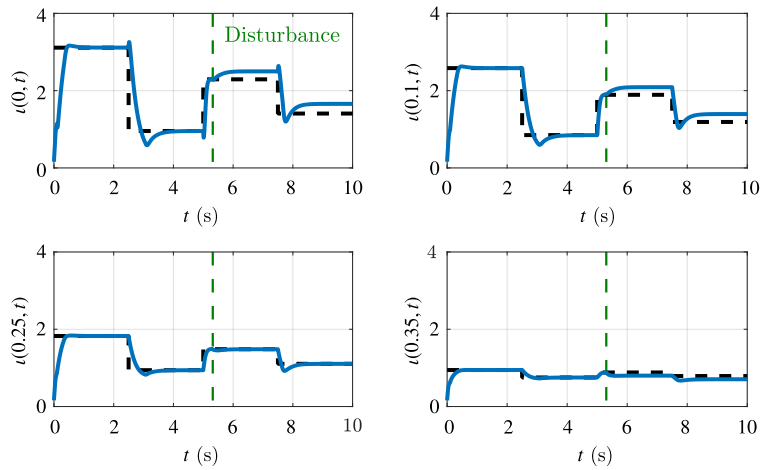 4
2
0
ι(0, t)
Disturbance
0 2 4 6 8 10
t (s)
4
2
0
ι(0.1, t)
0 2 4 6 8 10
t (s)
4
2
0
ι(0.25, t)
0 2 4 6 8 10
t (s)
4
2
0
ι(0.35, t)
0 2 4 6 8 10
t (s)